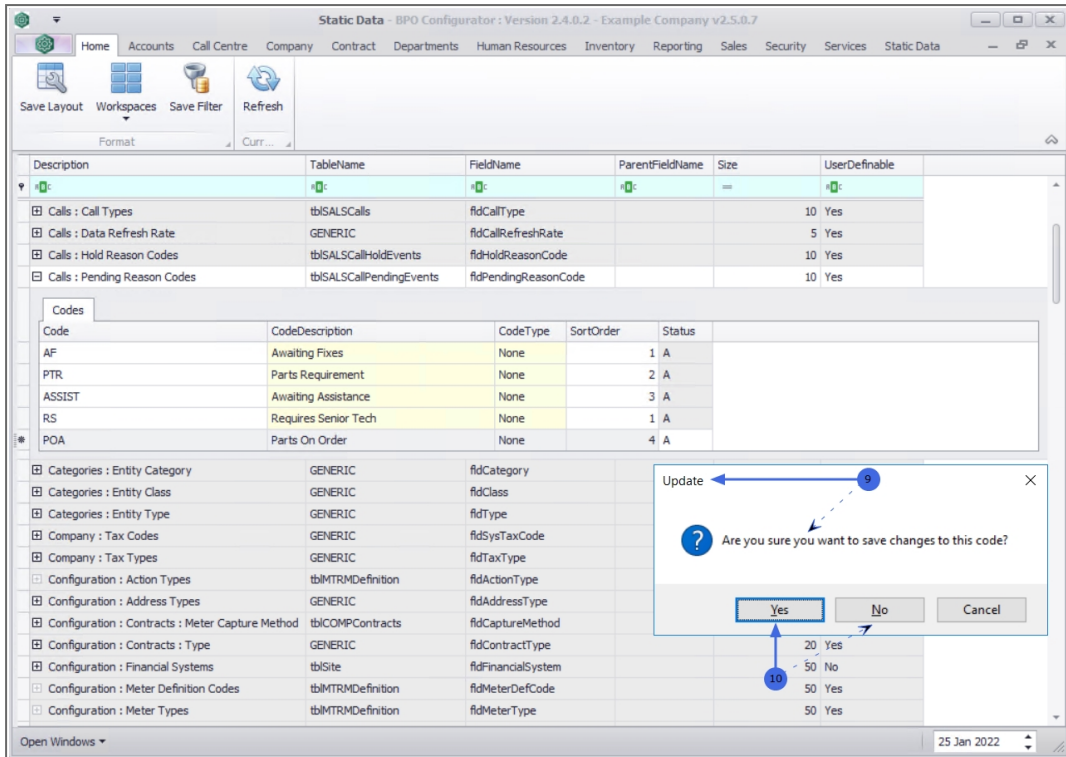 Static Data - BPO Configurator : Version 2.4.0.2 - Example Company v2.5.0.7
Home Accounts Call Centre Company Contract Departments Human Resources Inventory Reporting Sales Security Services Static Data
Save Layout Workspaces Save Filter Refresh
Format Curr...
Description TableName FieldName ParentFieldName Size UserDefinable
Calls : Call Types tblSALSCalls fldCallType 10 Yes
Calls : Data Refresh Rate GENERIC fldCallRefreshRate 5 Yes
Calls : Hold Reason Codes tblSALSCallHoldEvents fldHoldReasonCode 10 Yes
Calls : Pending Reason Codes tblSALSCallPendingEvents fldPendingReasonCode 10 Yes
Codes
Code CodeDescription CodeType SortOrder Status
AF Awaiting Fixes None 1 A
PTR Parts Requirement None 2 A
ASSIST Awaiting Assistance None 3 A
RS Requires Senior Tech None 1 A
POA Parts On Order None 4 A
Categories : Entity Category GENERIC fldCategory
Categories : Entity Class GENERIC fldClass
Categories : Entity Type GENERIC fldType
Company : Tax Codes GENERIC fldSysTaxCode
Company : Tax Types GENERIC fldTaxType
Configuration : Action Types tblMTRMDefinition fldActionType
Configuration : Address Types GENERIC fldAddressType
Configuration : Contracts : Meter Capture Method tblCOMPContracts fldCaptureMethod
Configuration : Contracts : Type GENERIC fldContractType 20 Yes
Configuration : Financial Systems tblSite fldFinancialSystem 50 No
Configuration : Meter Definition Codes tblMTRMDefinition fldMeterDefCode 50 Yes
Configuration : Meter Types tblMTRMDefinition fldMeterType 50 Yes
Update 9
Are you sure you want to save changes to this code?
Yes No Cancel
10
Open Windows 25 Jan 2022